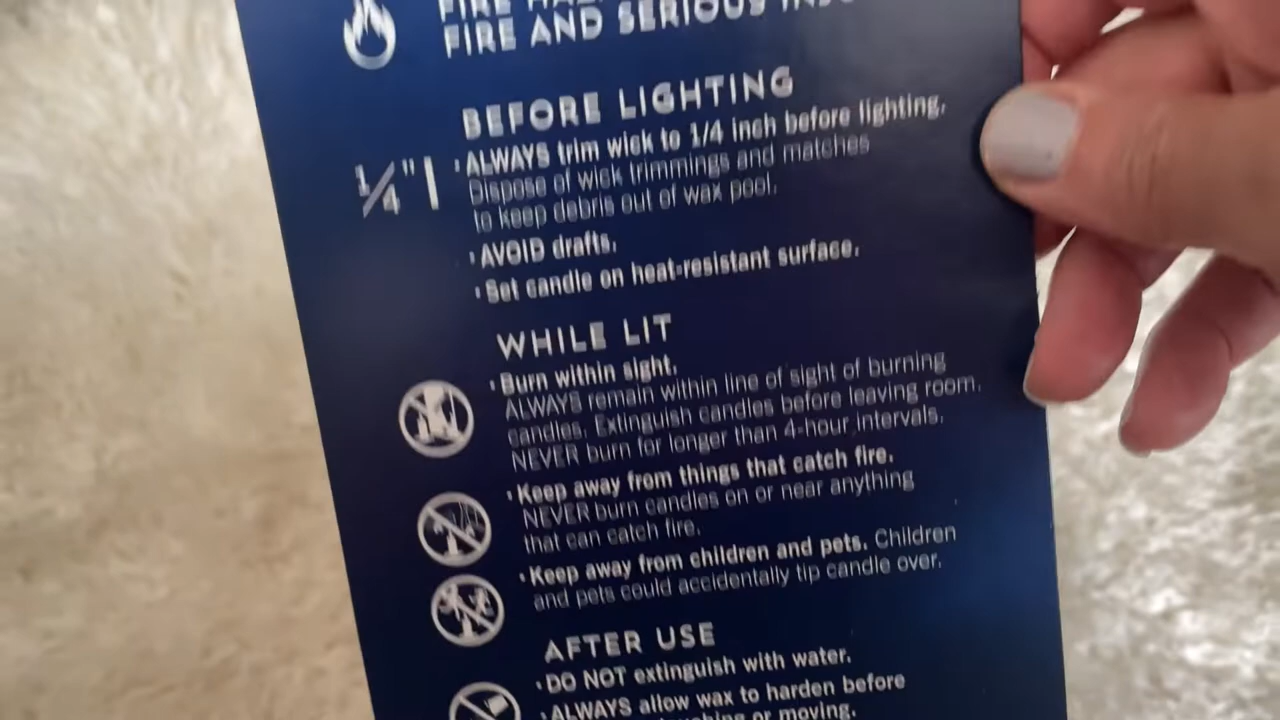 FIRE AND SERIOUS
BEFORE LIGHTING
1/4" • ALWAYS trim wick to 1/4 inch before lighting.
Dispose of wick trimmings and matches
to keep debris out of wax pool.
• AVOID drafts.
• Set candle on heat-resistant surface.
WHILE LIT
• Burn within sight.
ALWAYS remain within line of sight of burning
candles. Extinguish candles before leaving room.
NEVER burn for longer than 4-hour intervals.
• Keep away from things that catch fire.
NEVER burn candles on or near anything
that can catch fire.
• Keep away from children and pets. Children
and pets could accidentally tip candle over.
AFTER USE
• DO NOT extinguish with water.
• ALWAYS allow wax to harden before
or moving.